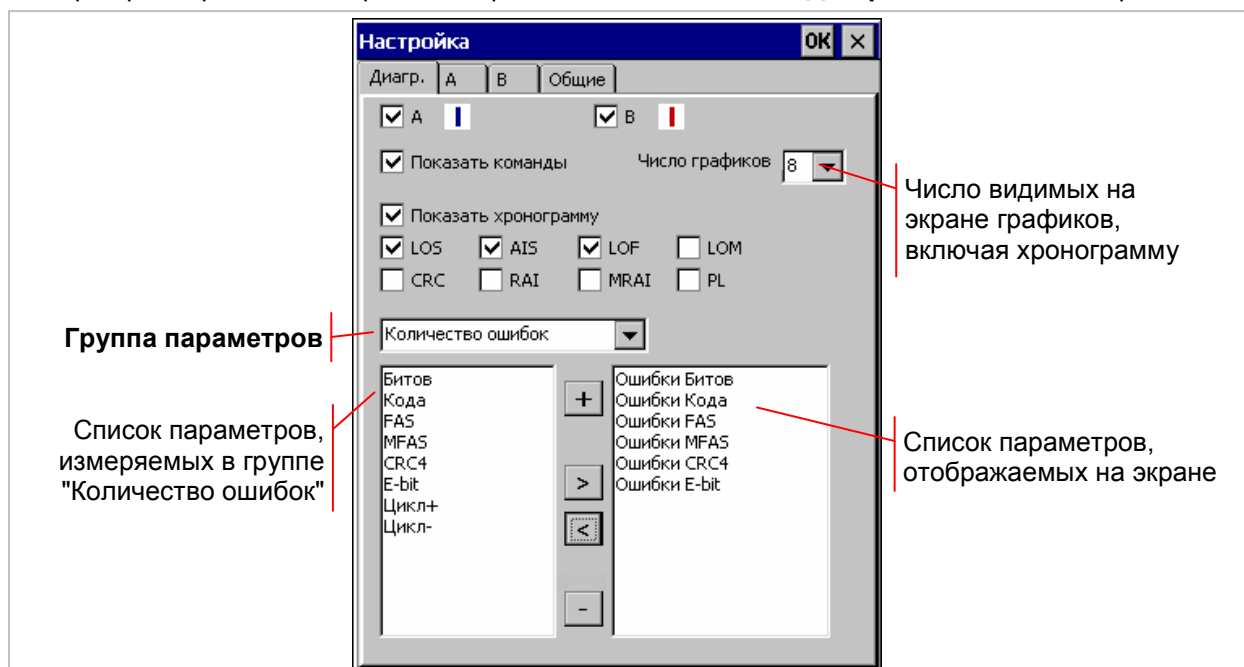 Настройка OK ×
Диагр. A B Общие
A B
Показать команды Число графиков 8
Показать хронограмму
LOS AIS LOF LOM
CRC RAI MRAI PL
Число видимых на
экране графиков,
включая хронограмму
Группа параметров
Количество ошибок
Битов
Кода
FAS
MFAS
CRC4
E-bit
Цикл+
Цикл-
+
>
<
-
Ошибки Битов
Ошибки Кода
Ошибки FAS
Ошибки MFAS
Ошибки CRC4
Ошибки E-bit
Список параметров,
измеряемых в группе
"Количество ошибок"
Список параметров,
отображаемых на экране